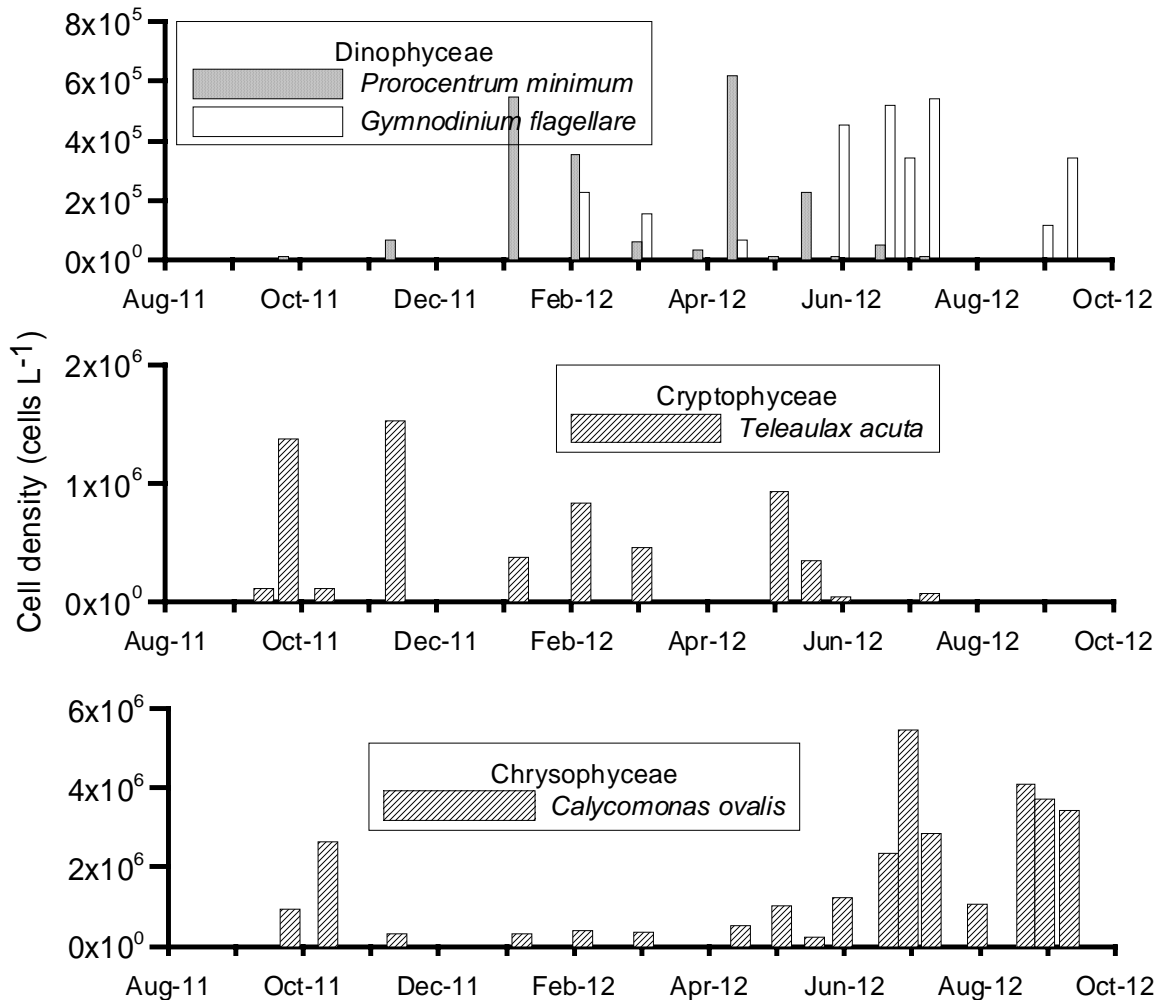 8x10⁵
Dinophyceae
Prorocentrum minimum
Gymnodinium flagellare
6x10⁵
4x10⁵
2x10⁵
0x10⁰
Aug-11 Oct-11 Dec-11 Feb-12 Apr-12 Jun-12 Aug-12 Oct-12
Cell density (cells L⁻¹)
2x10⁶
Cryptophyceae
Teleaulax acuta
1x10⁶
0x10⁰
Aug-11 Oct-11 Dec-11 Feb-12 Apr-12 Jun-12 Aug-12 Oct-12
6x10⁶
Chrysophyceae
Calycomonas ovalis
4x10⁶
2x10⁶
0x10⁰
Aug-11 Oct-11 Dec-11 Feb-12 Apr-12 Jun-12 Aug-12 Oct-12